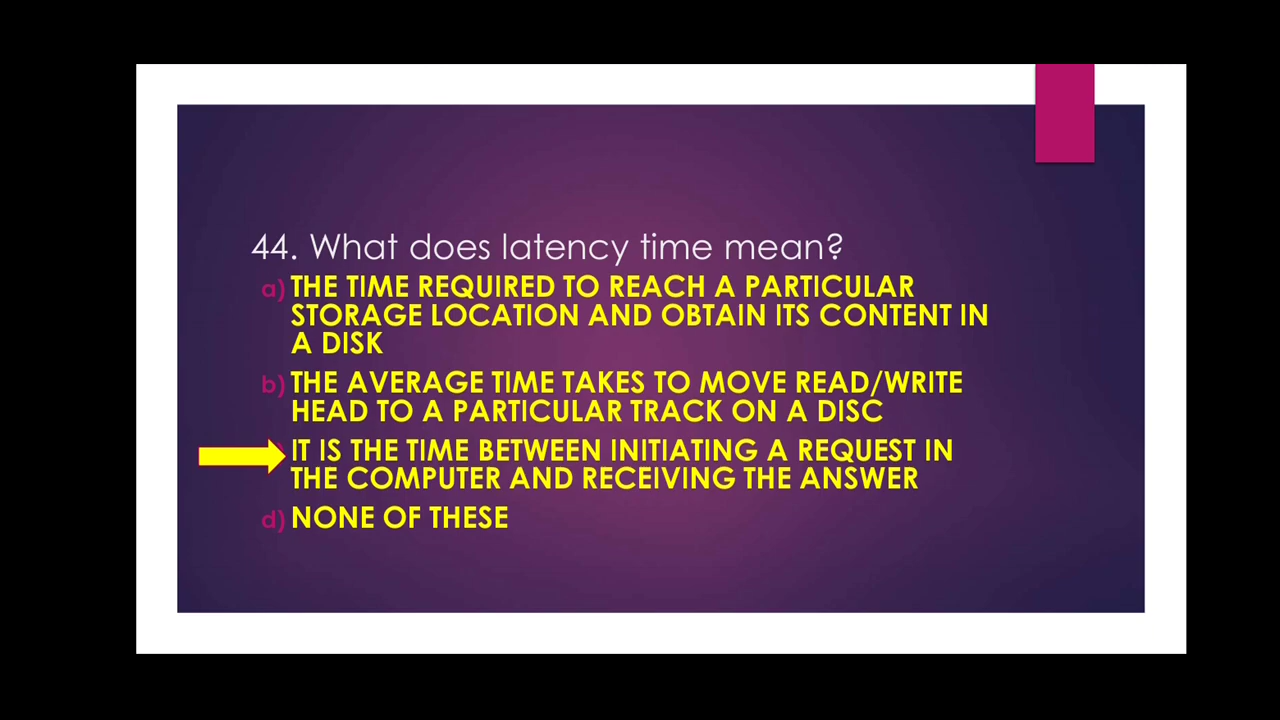 44. What does latency time mean?
a) THE TIME REQUIRED TO REACH A PARTICULAR
STORAGE LOCATION AND OBTAIN ITS CONTENT IN
A DISK
b) THE AVERAGE TIME TAKES TO MOVE READ/WRITE
HEAD TO A PARTICULAR TRACK ON A DISC
IT IS THE TIME BETWEEN INITIATING A REQUEST IN
THE COMPUTER AND RECEIVING THE ANSWER
d) NONE OF THESE